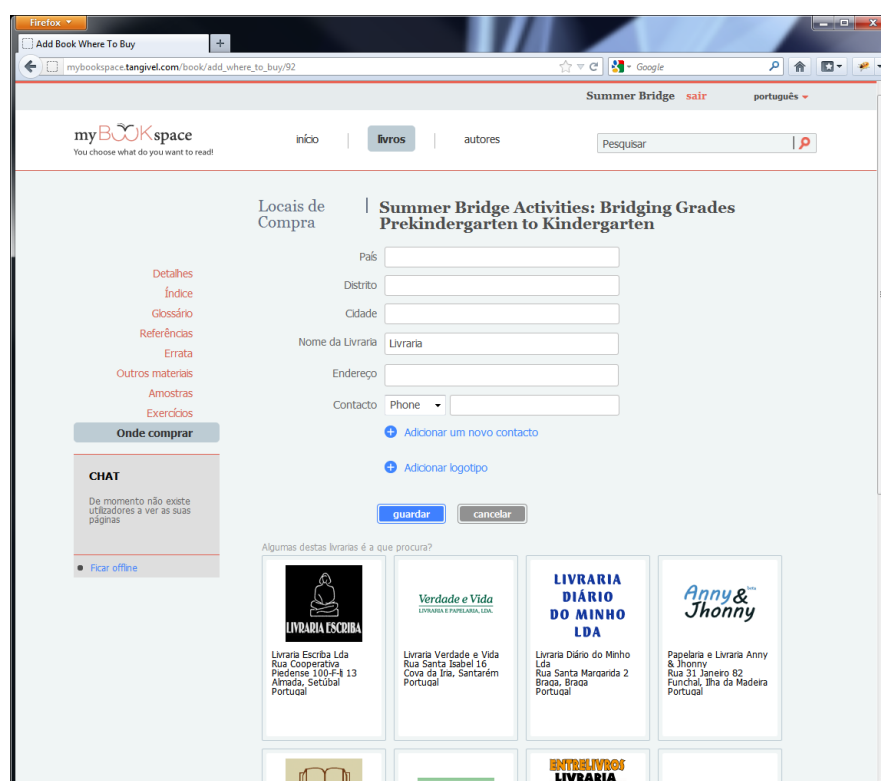 Firefox
Add Book Where To Buy
mybookspace.tangivel.com/book/add_where_to_buy/92
Google
Summer Bridge sair português
myBOOKspace
You choose what do you want to read!
início | livros | autores
Pesquisar
Locais de Compra | Summer Bridge Activities: Bridging Grades
Prekindergarten to Kindergarten
País
Distrito
Cidade
Nome da Livraria Livraria
Endereço
Contacto Phone
Adicionar um novo contacto
Adicionar logotipo
guardar cancelar
Detalhes
Índice
Glossário
Referências
Errata
Outros materiais
Amostras
Exercícios
Onde comprar
CHAT
De momento não existe
utilizadores a ver as suas
páginas
Ficar offline
Algumas destas livrarias é a que procura?
LIVRARIA ESCRIBA
Livraria Escriba Lda
Rua Cooperativa
Piedense 100-F-lj 13
Almada, Setúbal
Portugal
Verdade e Vida
LIVRARIA E PAPELARIA, LDA.
Livraria Verdade e Vida
Rua Santa Isabel 16
Cova da Iria, Santarém
Portugal
LIVRARIA
DIÁRIO
DO MINHO
LDA
Livraria Diário do Minho
Lda
Rua Santa Margarida 2
Braga, Braga
Portugal
Anny &
Jhonny
Papelaria e Livraria Anny
& Jhonny
Rua 31 Janeiro 82
Funchal, Ilha da Madeira
Portugal
ENTRELIVROS
LIVRARIA